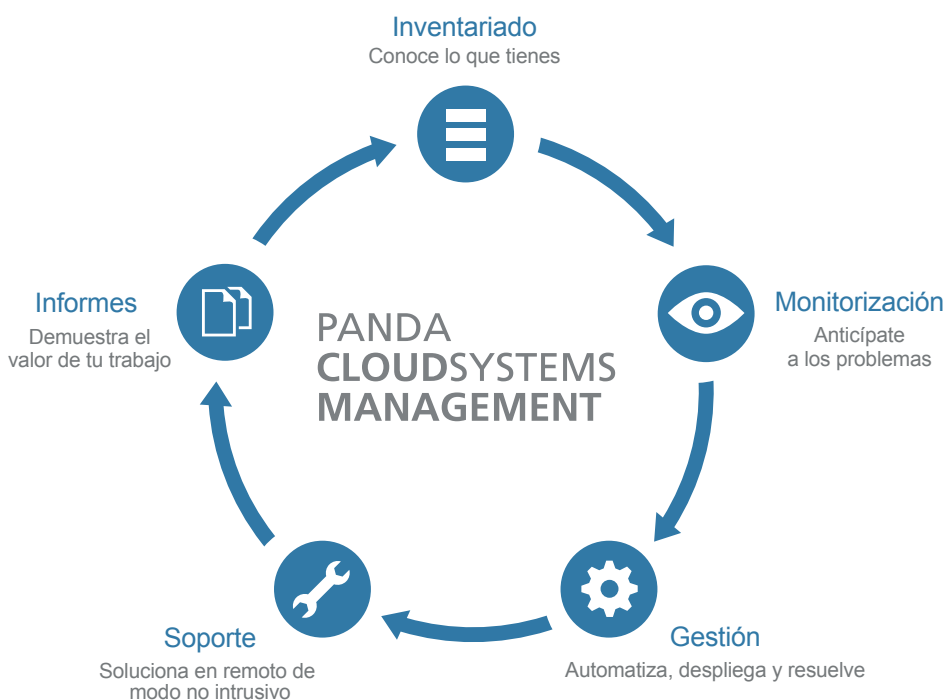 Inventariado
Conoce lo que tienes
Informes
Demuestra el
valor de tu trabajo
PANDA
CLOUDSYSTEMS
MANAGEMENT
Monitorización
Anticípate
a los problemas
Soporte
Soluciona en remoto de
modo no intrusivo
Gestión
Automatiza, despliega y resuelve